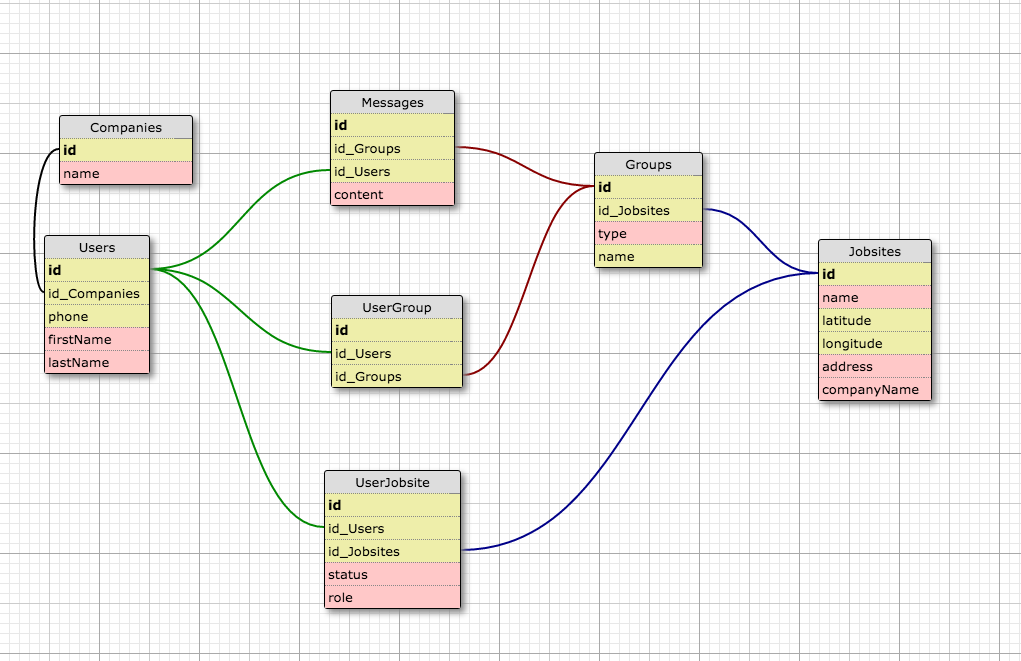 Companies
id
name
Users
id
id_Companies
phone
firstName
lastName
Messages
id
id_Groups
id_Users
content
UserGroup
id
id_Users
id_Groups
UserJobsite
id
id_Users
id_Jobsites
status
role
Groups
id
id_Jobsites
type
name
Jobsites
id
name
latitude
longitude
address
companyName